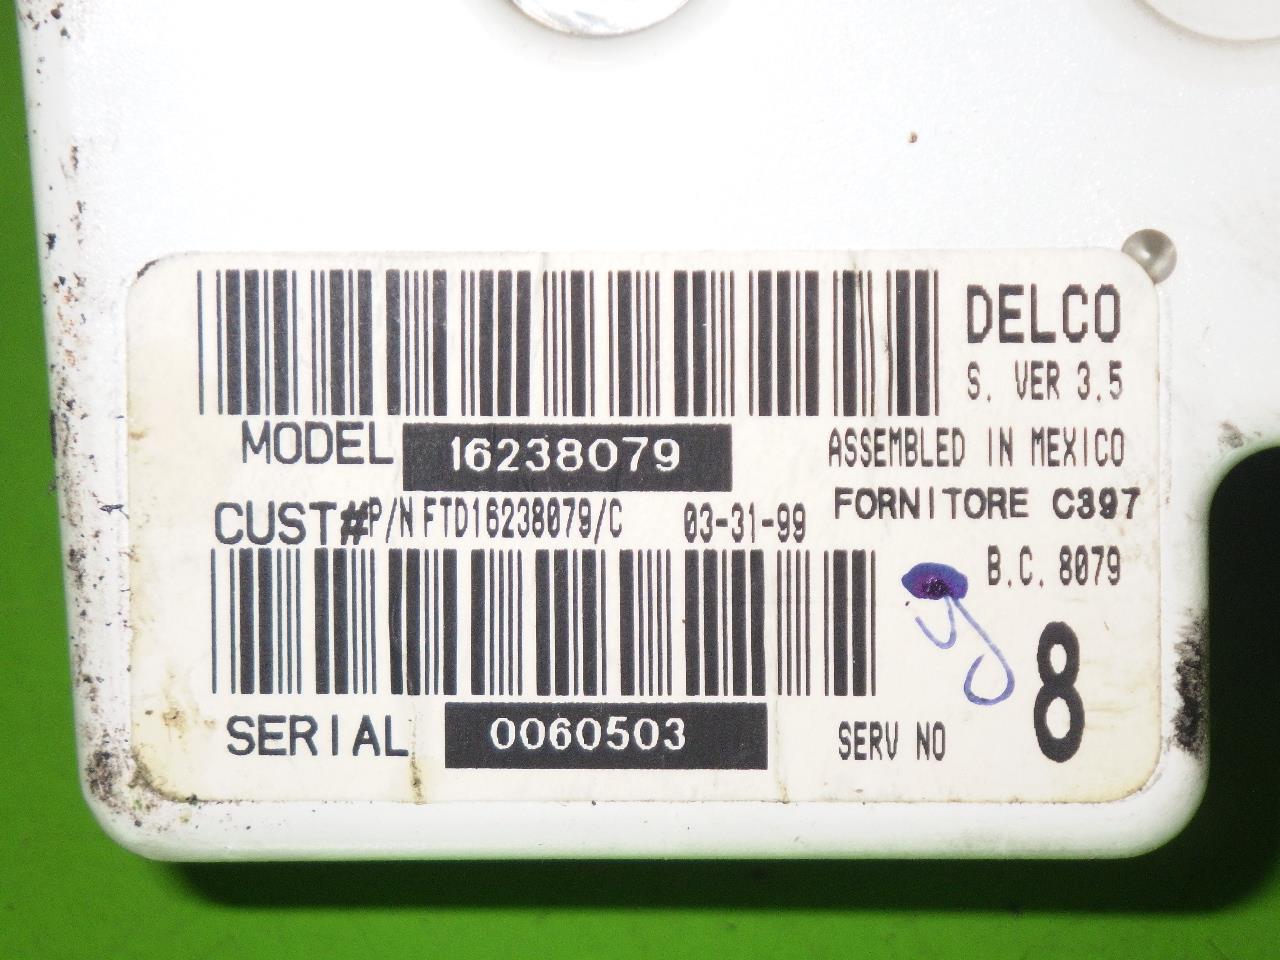 DELCO
S. VER 3.5
MODEL 16238079
ASSEMBLED IN MEXICO
CUST# P/N FTD16238079/C 03-31-99
FORNITORE C397
B.C. 8079
SERIAL 0060503
SERV NO 8